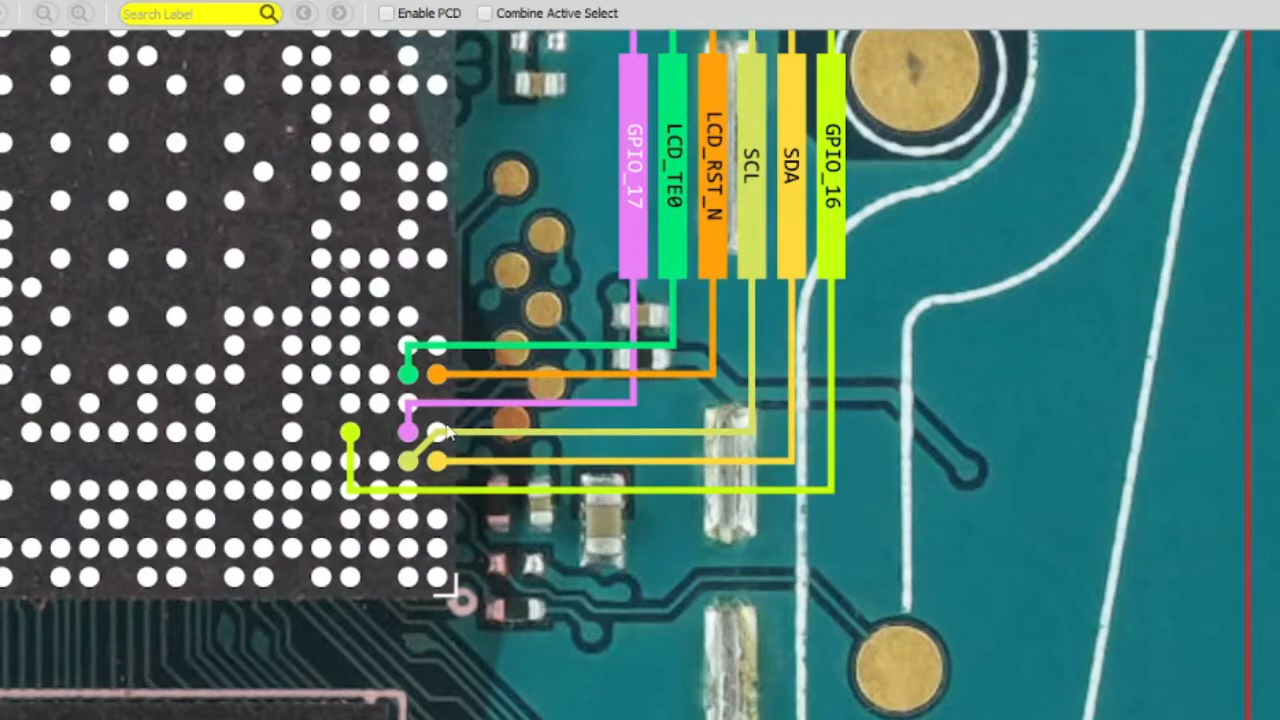 Search Label
Enable PCD
Combine Active Select
GPIO_17
LCD_TE0
LCD_RST_N
SCL
SDA
GPIO_16